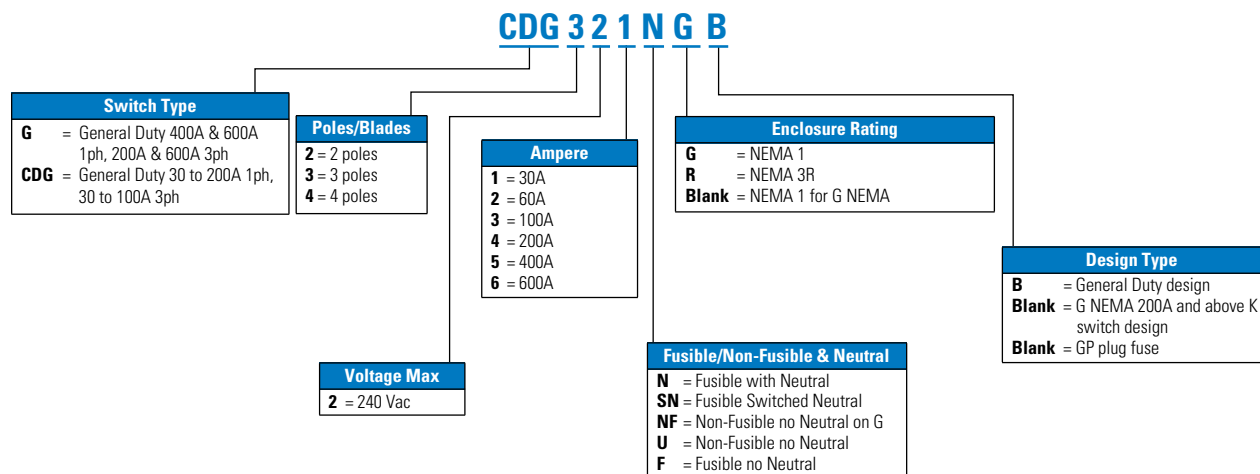 CDG 3 2 1 N G B
Switch Type
G = General Duty 400A & 600A
1ph, 200A & 600A 3ph
CDG = General Duty 30 to 200A 1ph,
30 to 100A 3ph
Poles/Blades
2 = 2 poles
3 = 3 poles
4 = 4 poles
Voltage Max
2 = 240 Vac
Ampere
1 = 30A
2 = 60A
3 = 100A
4 = 200A
5 = 400A
6 = 600A
Fusible/Non-Fusible & Neutral
N = Fusible with Neutral
SN = Fusible Switched Neutral
NF = Non-Fusible no Neutral on G
U = Non-Fusible no Neutral
F = Fusible no Neutral
Enclosure Rating
G = NEMA 1
R = NEMA 3R
Blank = NEMA 1 for G NEMA
Design Type
B = General Duty design
Blank = G NEMA 200A and above K
switch design
Blank = GP plug fuse